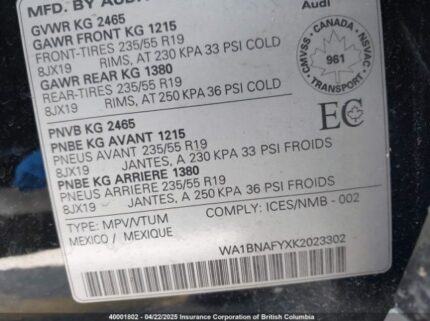 MFD. BY AUDI
Audi
GVWR KG 2465
GAWR FRONT KG 1215
FRONT-TIRES 235/55 R19
8JX19 RIMS, AT 230 KPA 33 PSI COLD
GAWR REAR KG 1380
REAR-TIRES 235/55 R19
8JX19 RIMS, AT 250 KPA 36 PSI COLD
CMVSS - CANADA - NSVAC
961
TRANSPORT
EC
PNVB KG 2465
PNBE KG AVANT 1215
PNEUS AVANT 235/55 R19
8JX19 JANTES, A 230 KPA 33 PSI FROIDS
PNBE KG ARRIERE 1380
PNEUS ARRIERE 235/55 R19
8JX19 JANTES, A 250 KPA 36 PSI FROIDS
TYPE: MPV/VTUM COMPLY: ICES/NMB - 002
MEXICO / MEXIQUE
WA1BNAFYXK2023302
40001802 - 04/22/2025 - Insurance Corporation of British Columbia